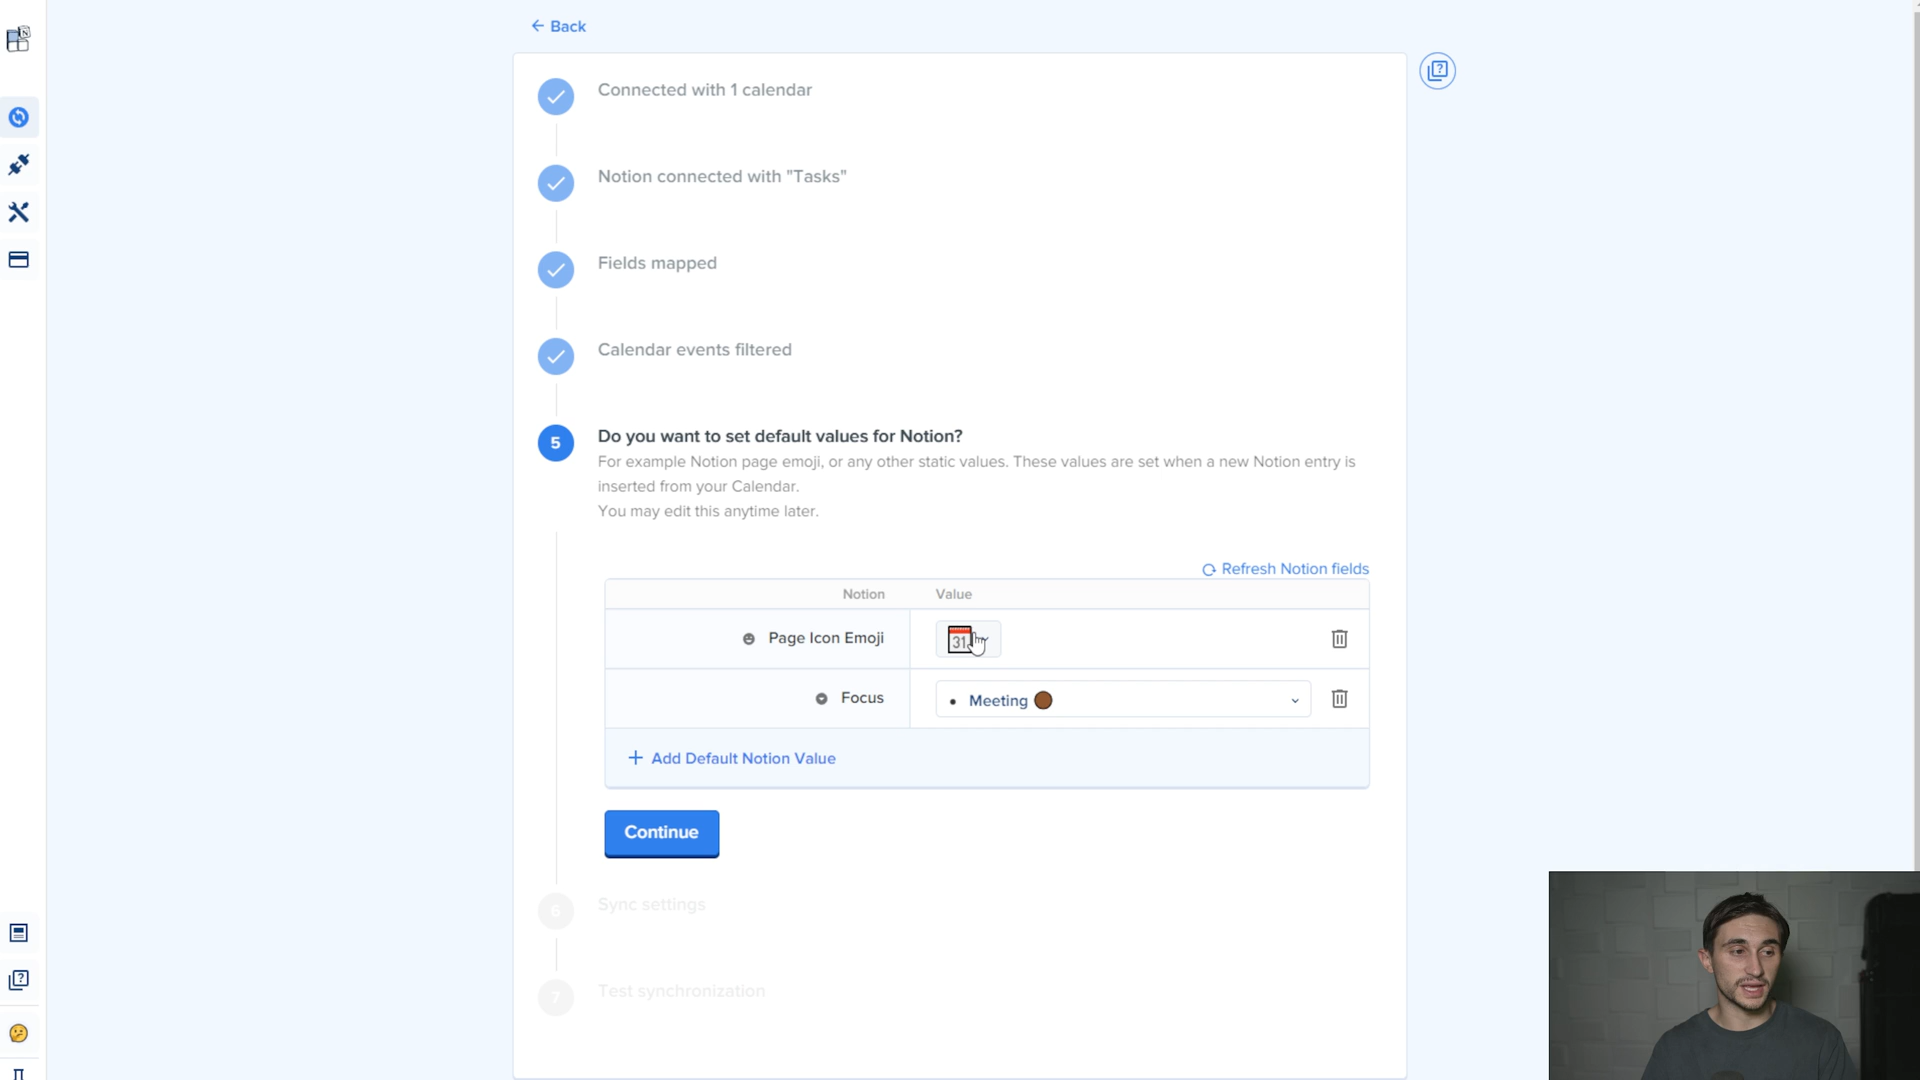 Back
Connected with 1 calendar
Notion connected with "Tasks"
Fields mapped
Calendar events filtered
5
Do you want to set default values for Notion?
For example Notion page emoji, or any other static values. These values are set when a new Notion entry is
inserted from your Calendar.
You may edit this anytime later.
Refresh Notion fields
Notion Value
Page Icon Emoji 31
Focus Meeting
Add Default Notion Value
Continue
6 Sync settings
7 Test synchronization